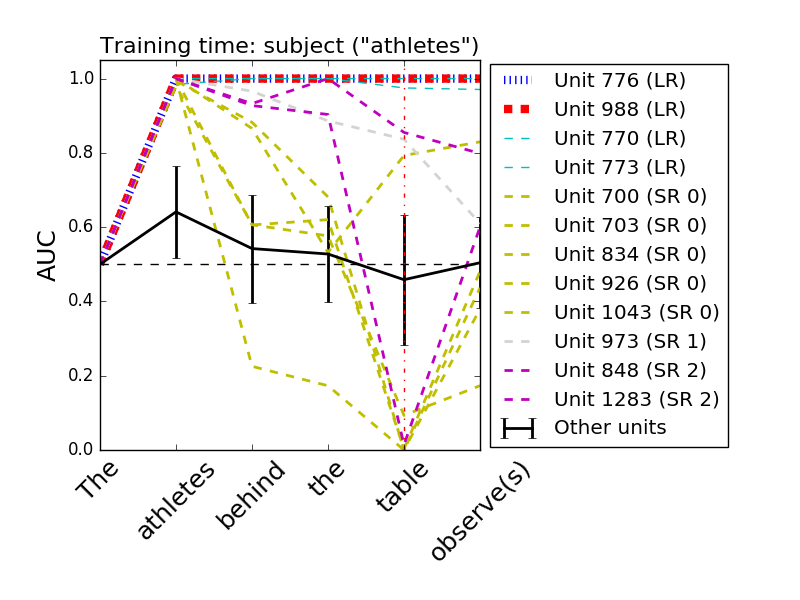 Training time: subject ("athletes")
AUC
1.0
0.8
0.6
0.4
0.2
0.0
The
athletes
behind
the
table
observe(s)
Unit 776 (LR)
Unit 988 (LR)
Unit 770 (LR)
Unit 773 (LR)
Unit 700 (SR 0)
Unit 703 (SR 0)
Unit 834 (SR 0)
Unit 926 (SR 0)
Unit 1043 (SR 0)
Unit 973 (SR 1)
Unit 848 (SR 2)
Unit 1283 (SR 2)
Other units